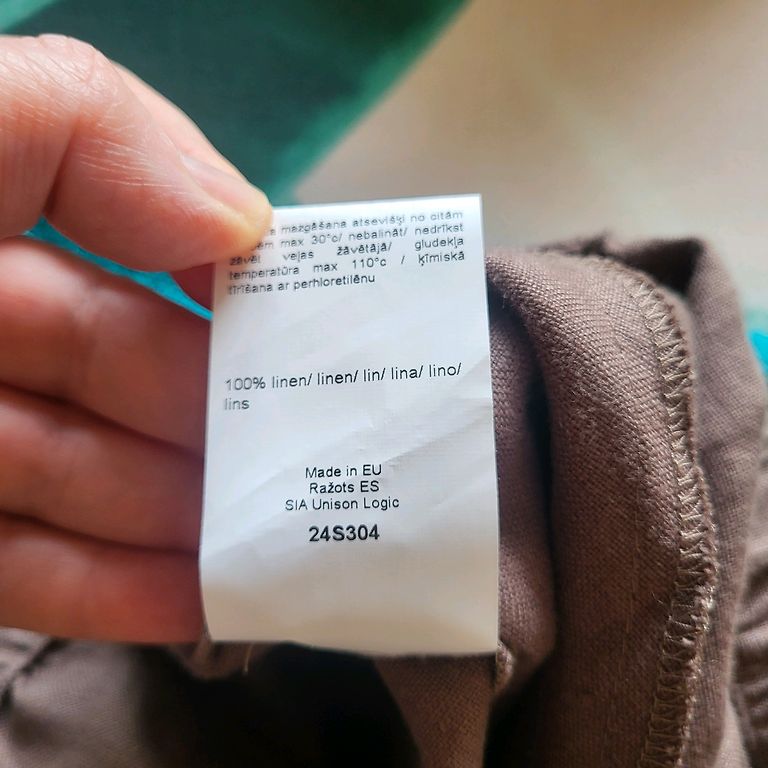 mazgāšana atsevišķi no citām
max 30°c/ nebalināt/ nedrīkst
žāvēt veļas žāvētājā/ gludekļa
temperatūra max 110°c / ķīmiskā
tīrīšana ar perhloretilēnu
100% linen/ linen/ lin/ lina/ lino/
lins
Made in EU
Ražots ES
SIA Unison Logic
24S304